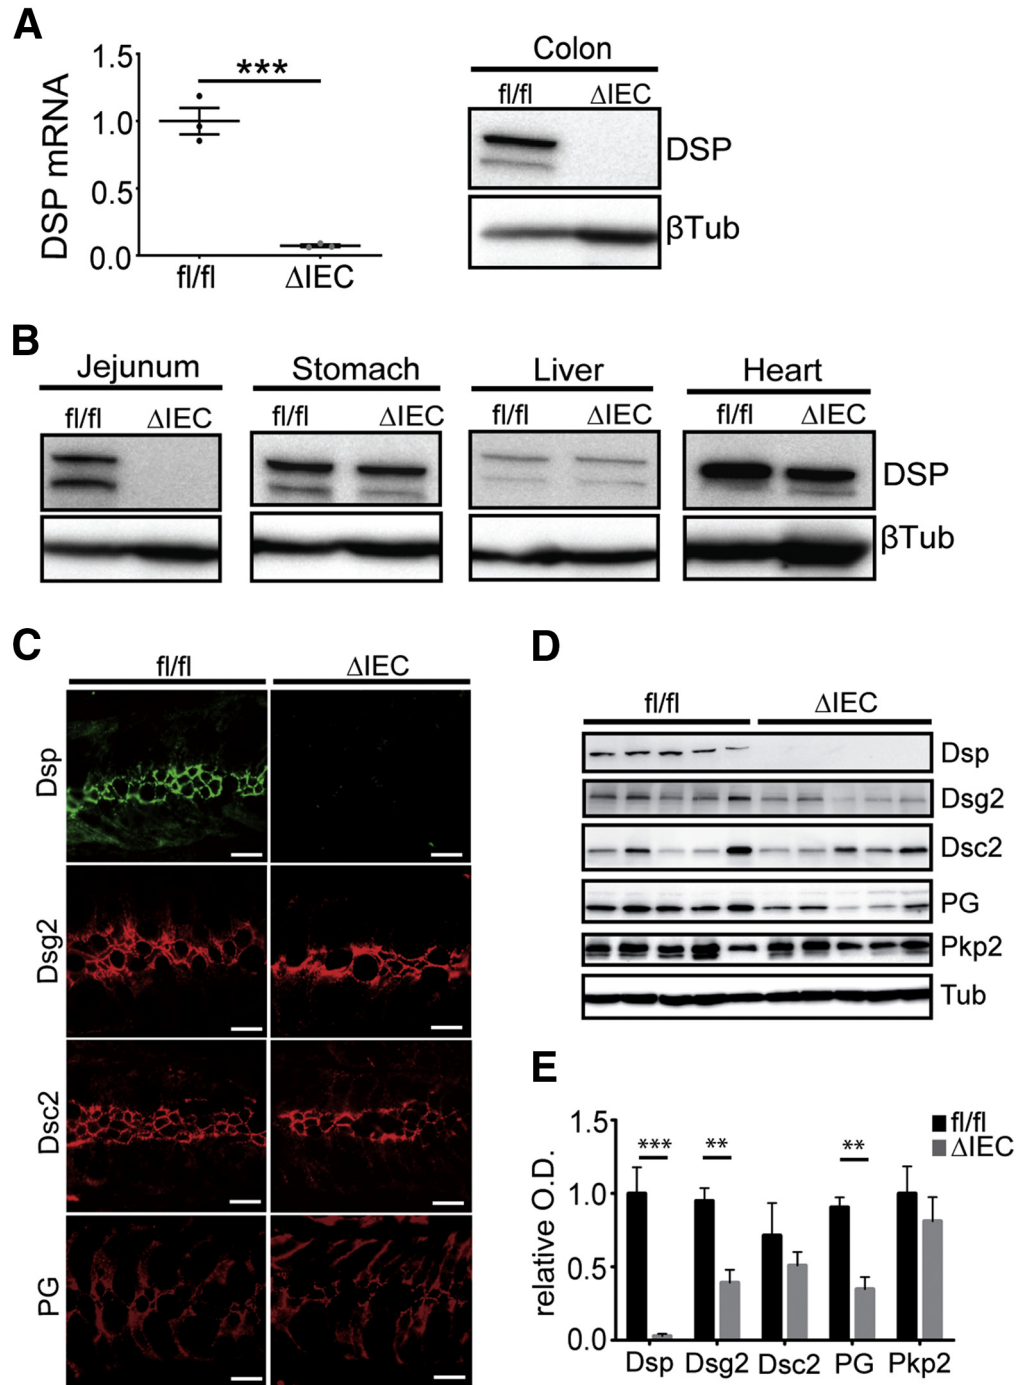 A
DSP mRNA
1.5
1.0
0.5
0.0
***
fl/fl
ΔIEC
Colon
fl/fl
ΔIEC
DSP
βTub
B
Jejunum
Stomach
Liver
Heart
fl/fl
ΔIEC
fl/fl
ΔIEC
fl/fl
ΔIEC
fl/fl
ΔIEC
DSP
βTub
C
fl/fl
ΔIEC
Dsp
Dsg2
Dsc2
PG
D
fl/fl
ΔIEC
Dsp
Dsg2
Dsc2
PG
Pkp2
Tub
E
relative O.D.
1.5
1.0
0.5
0.0
***
**
**
fl/fl
ΔIEC
Dsp
Dsg2
Dsc2
PG
Pkp2